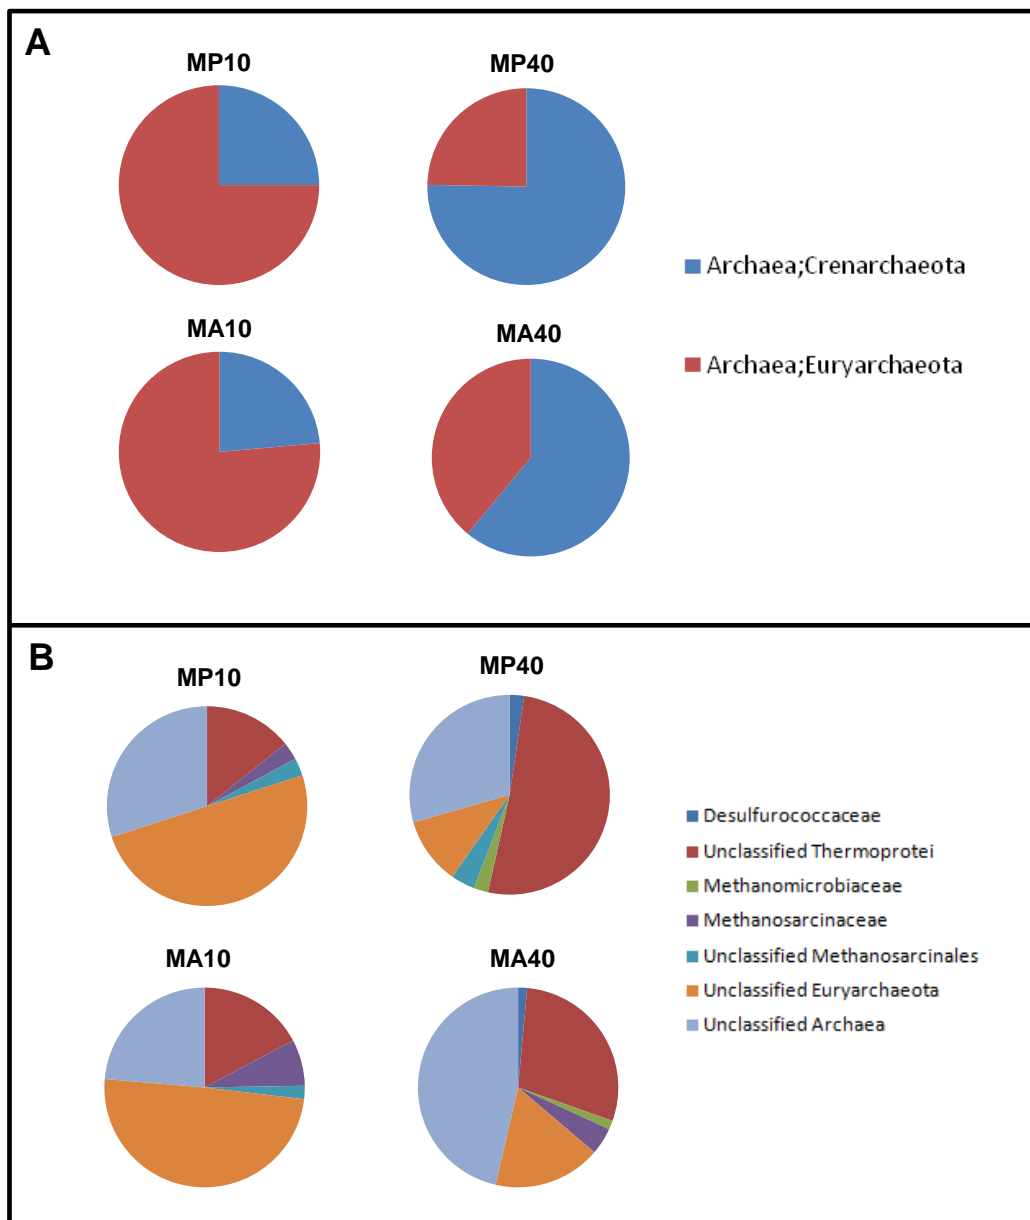 A
MP10
MP40
Archaea;Crenarchaeota
MA10
MA40
Archaea;Euryarchaeota
B
MP10
MP40
Desulfurococcaceae
Unclassified Thermoprotei
Methanomicrobiaceae
Methanosarcinaceae
Unclassified Methanosarcinales
Unclassified Euryarchaeota
Unclassified Archaea
MA10
MA40